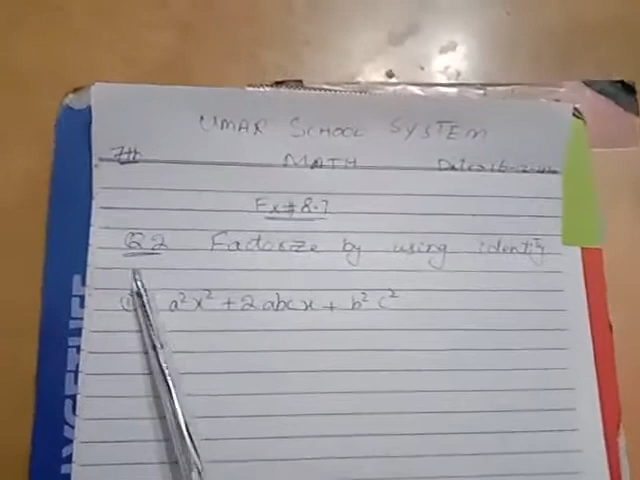 UMAR SCHOOL SYSTEM
7th MATH
Ex# 8.7
Q2 Factorize by using identity
a²x² + 2abcx + b²c²